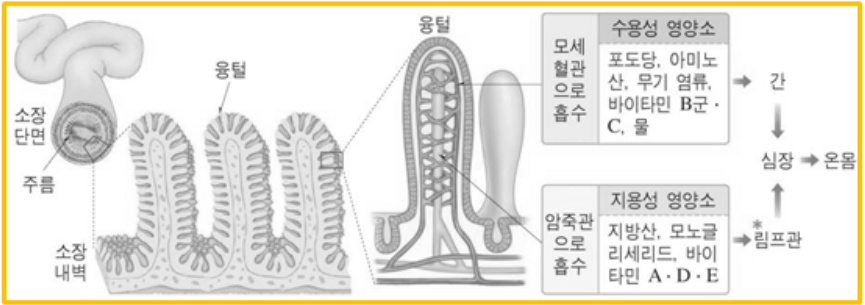 소장
단면
주름
소장
내벽
융털
융털
모세
혈관
으로
흡수
수용성 영양소
포도당, 아미노
산, 무기 염류,
바이타민 B군 ·
C, 물
간
심장 → 온몸
암죽관
으로
흡수
지용성 영양소
지방산, 모노글
리세리드, 바이
타민 A · D · E
*림프관